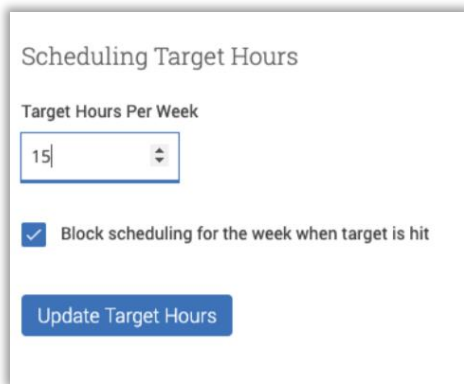 Scheduling Target Hours
Target Hours Per Week
15
Block scheduling for the week when target is hit
Update Target Hours